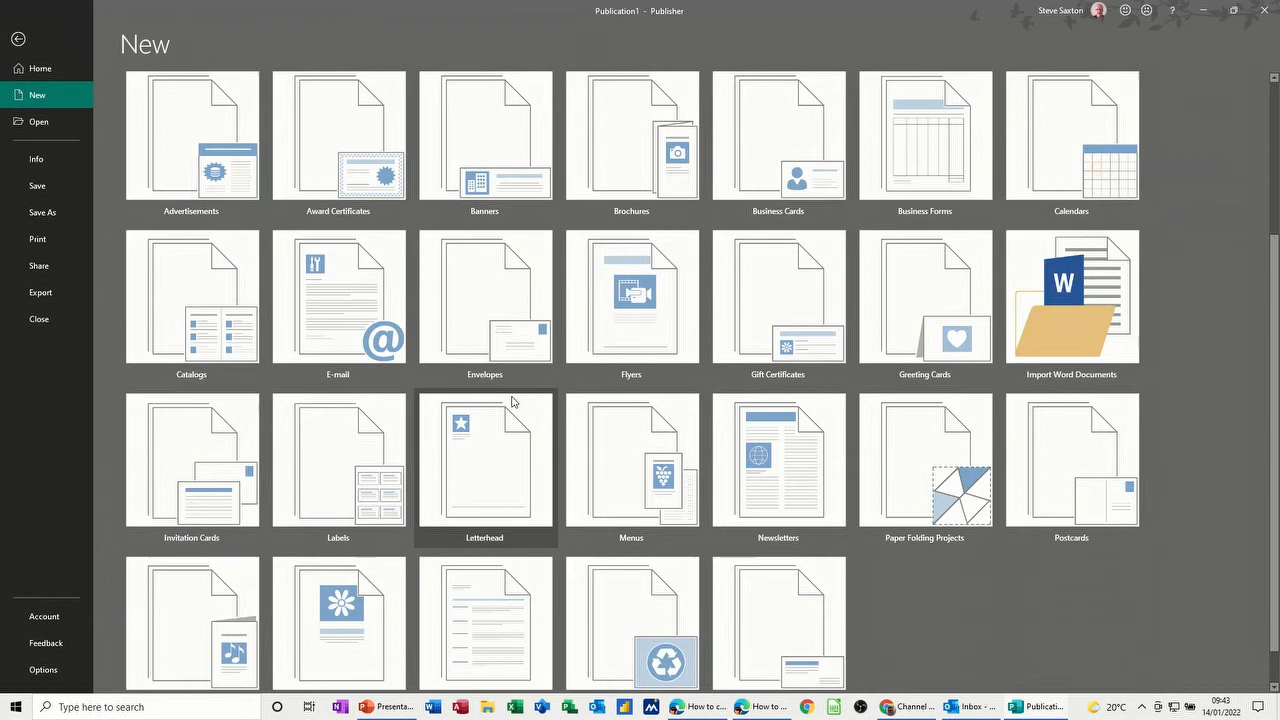 Publication1 - Publisher
Steve Saxton
?
New
Home
New
Open
Info
Save
Save As
Print
Share
Export
Close
Account
Feedback
Options
Advertisements
Award Certificates
Banners
Brochures
Business Cards
Business Forms
Calendars
@
W
Catalogs
E-mail
Envelopes
Flyers
Gift Certificates
Greeting Cards
Import Word Documents
Invitation Cards
Labels
Letterhead
Menus
Newsletters
Paper Folding Projects
Postcards
Type here to search
Presenta...
How to c...
How to ...
Channel ...
Inbox - ...
Publicati...
20°C
09:43
14/01/2022